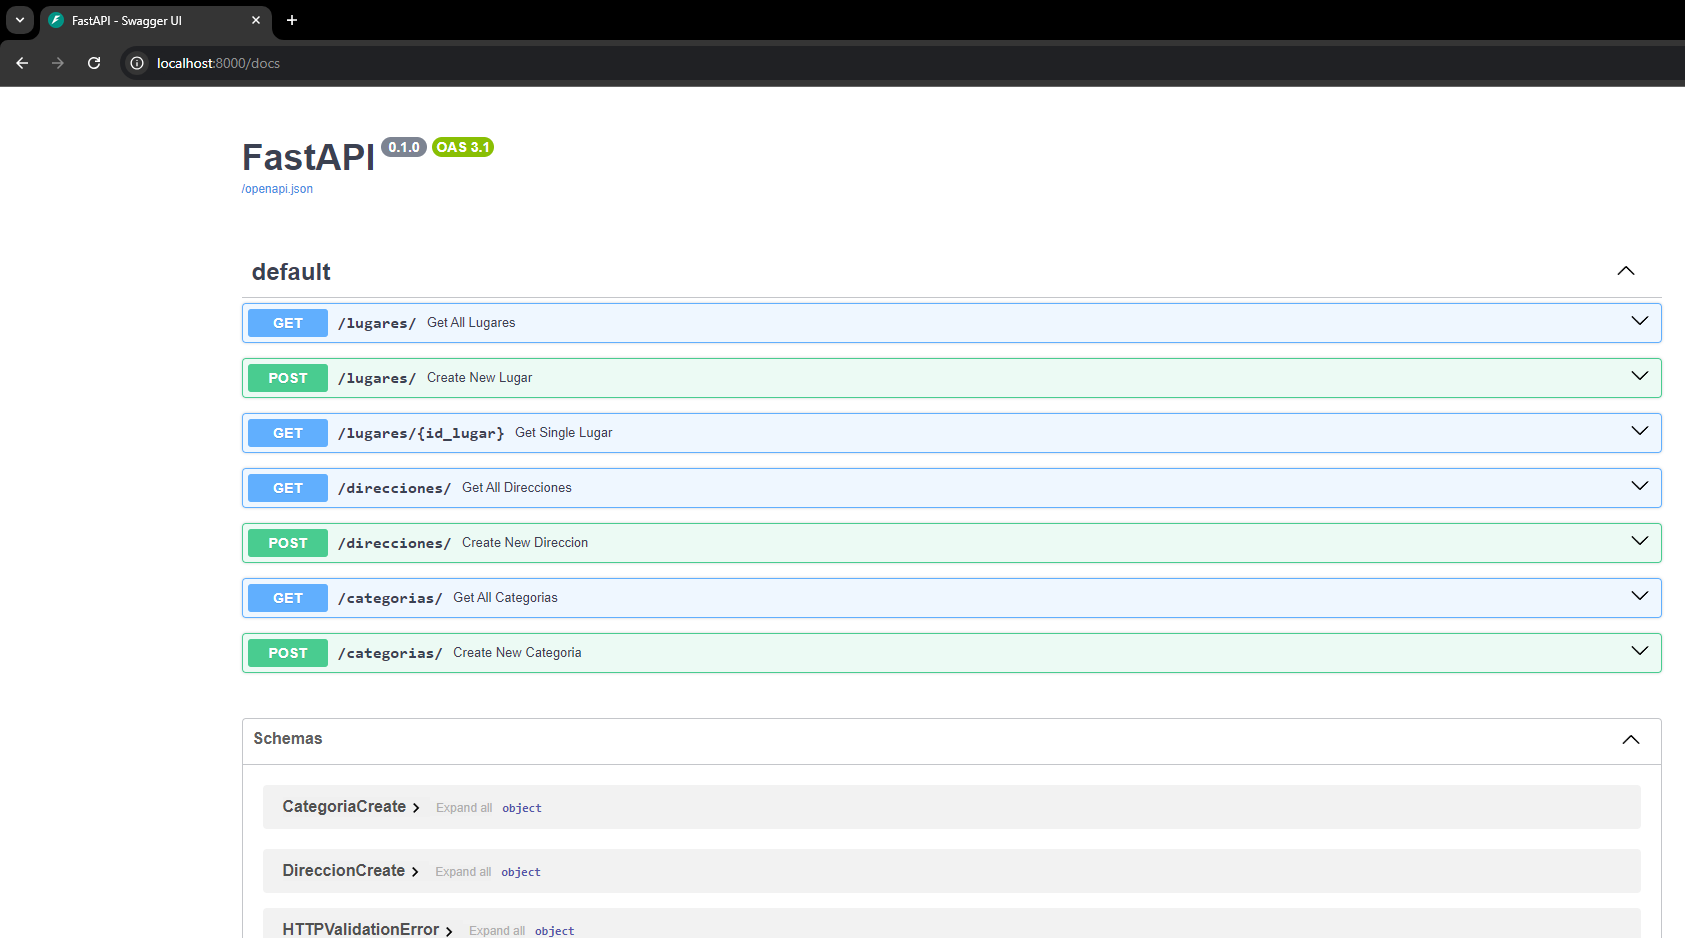 FastAPI - Swagger UI
localhost:8000/docs
FastAPI 0.1.0 OAS 3.1
/openapi.json
default
GET /lugares/ Get All Lugares
POST /lugares/ Create New Lugar
GET /lugares/{id_lugar} Get Single Lugar
GET /direcciones/ Get All Direcciones
POST /direcciones/ Create New Direccion
GET /categorias/ Get All Categorias
POST /categorias/ Create New Categoria
Schemas
CategoriaCreate Expand all object
DireccionCreate Expand all object
HTTPValidationError Expand all object